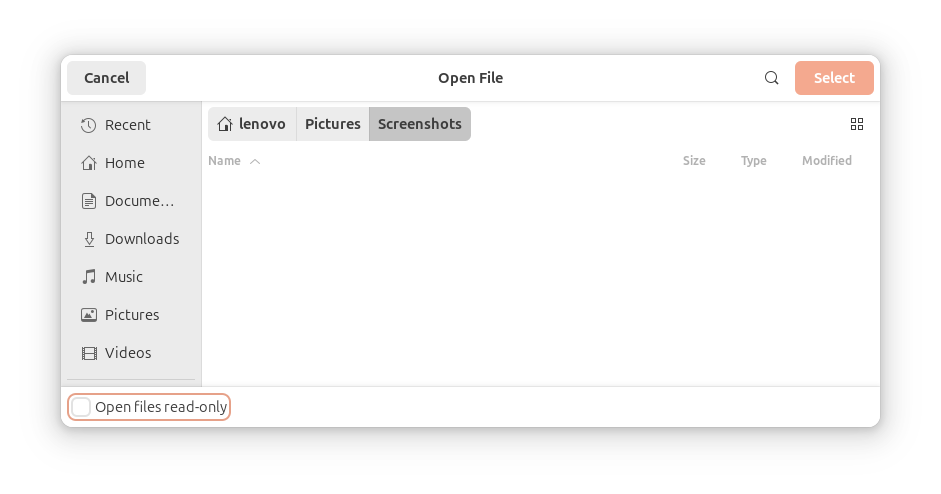 Cancel Open File Select
Recent
Home
Docume…
Downloads
Music
Pictures
Videos
lenovo Pictures Screenshots
Name Size Type Modified
Open files read-only